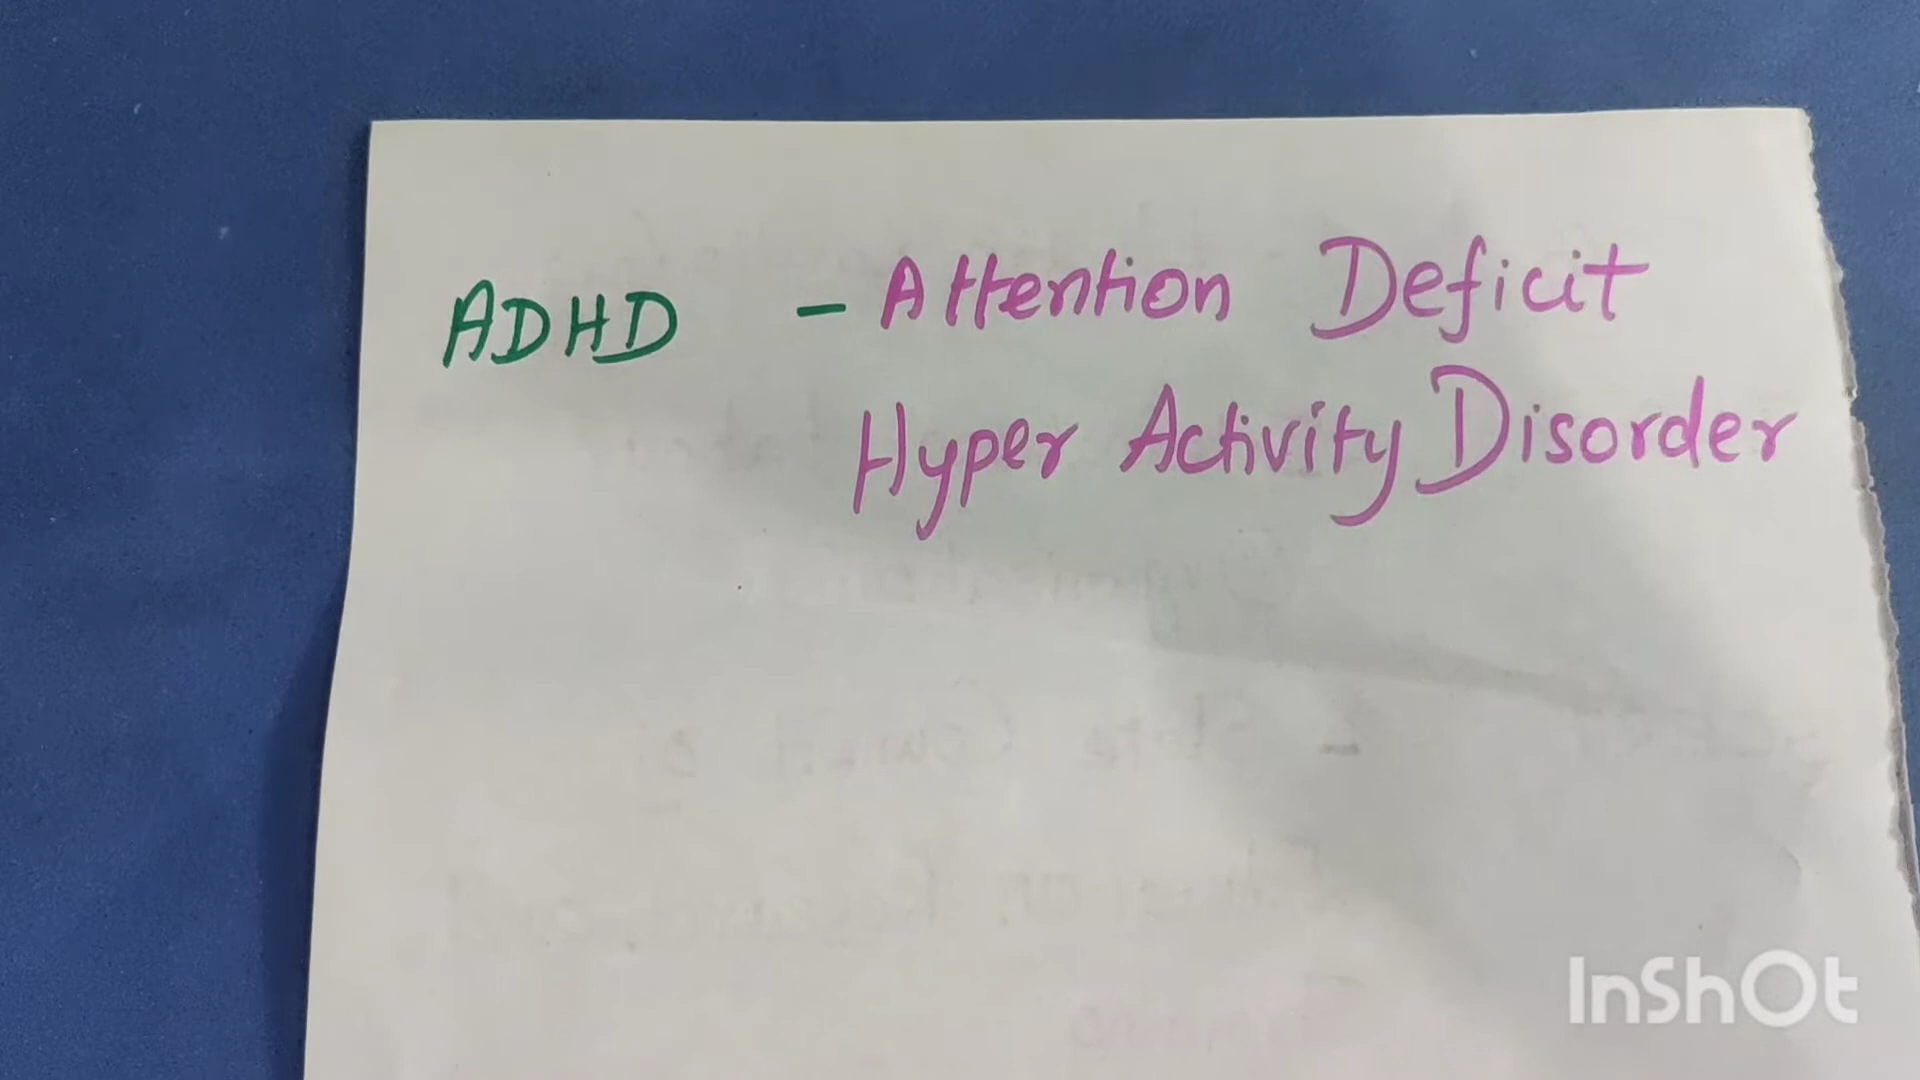 ADHD - Attention Deficit
Hyper Activity Disorder
InShOt